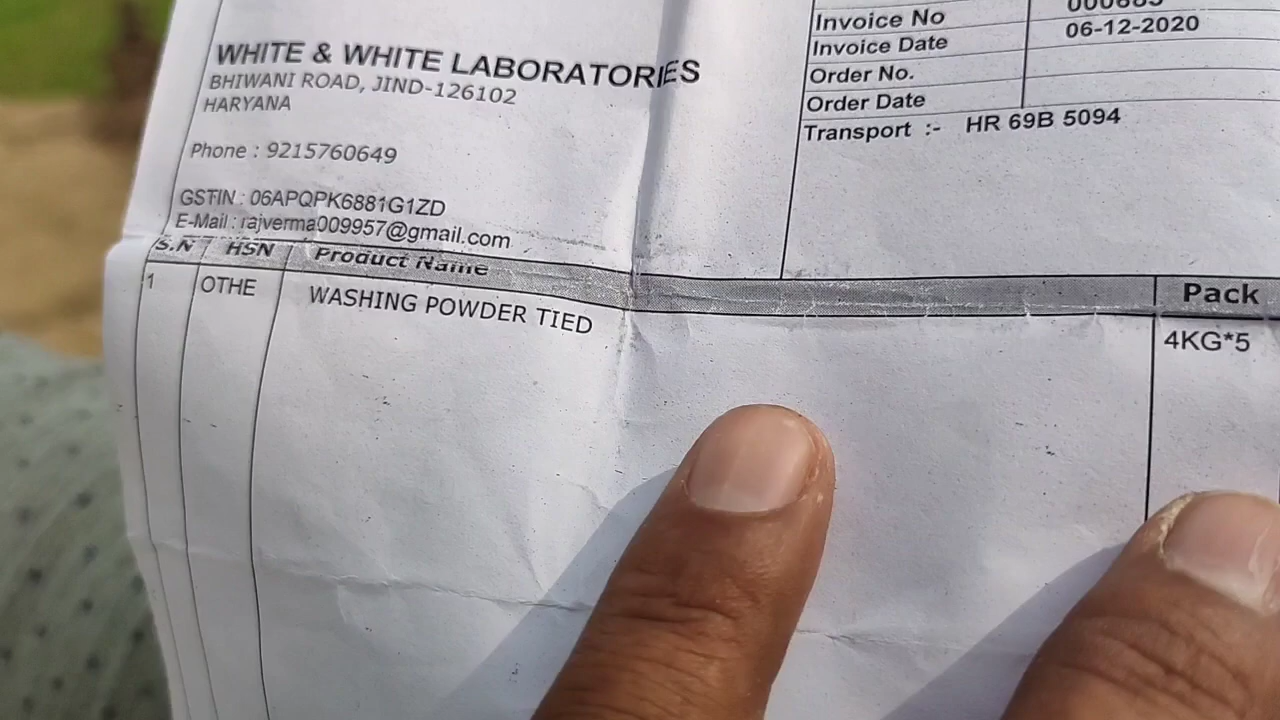 WHITE & WHITE LABORATORIES
BHIWANI ROAD, JIND-126102
HARYANA
Phone : 9215760649
GSTIN : 06APQPK6881G1ZD
E-Mail : rajverma009957@gmail.com
Invoice No
Invoice Date 06-12-2020
Order No.
Order Date
Transport :- HR 69B 5094
S.N HSN Product Name Pack
1 OTHE WASHING POWDER TIED 4KG*5